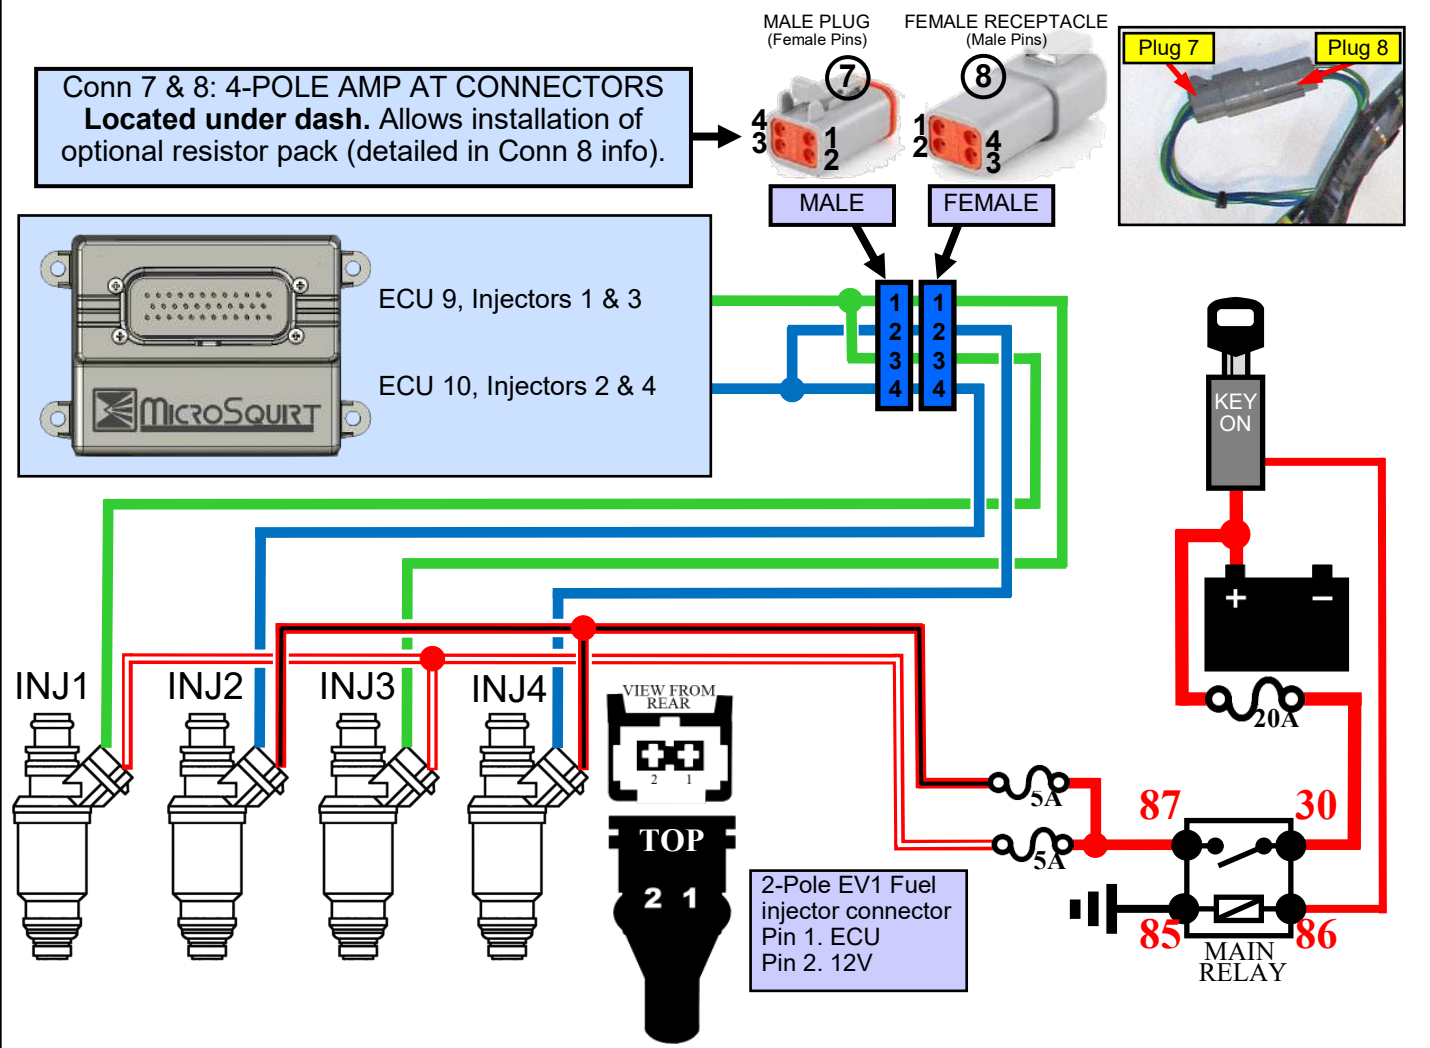 MALE PLUG
(Female Pins)
FEMALE RECEPTACLE
(Male Pins)
Plug 7
Plug 8
Conn 7 & 8: 4-POLE AMP AT CONNECTORS
Located under dash. Allows installation of
optional resistor pack (detailed in Conn 8 info).
7
8
4
3
1
2
1
2
4
3
MALE
FEMALE
ECU 9, Injectors 1 & 3
ECU 10, Injectors 2 & 4
MICROSQUIRT
1
2
3
4
1
2
3
4
KEY
ON
+
–
20A
INJ1
INJ2
INJ3
INJ4
VIEW FROM
REAR
2
1
TOP
2 1
5A
5A
87
30
85
86
MAIN
RELAY
2-Pole EV1 Fuel
injector connector
Pin 1. ECU
Pin 2. 12V